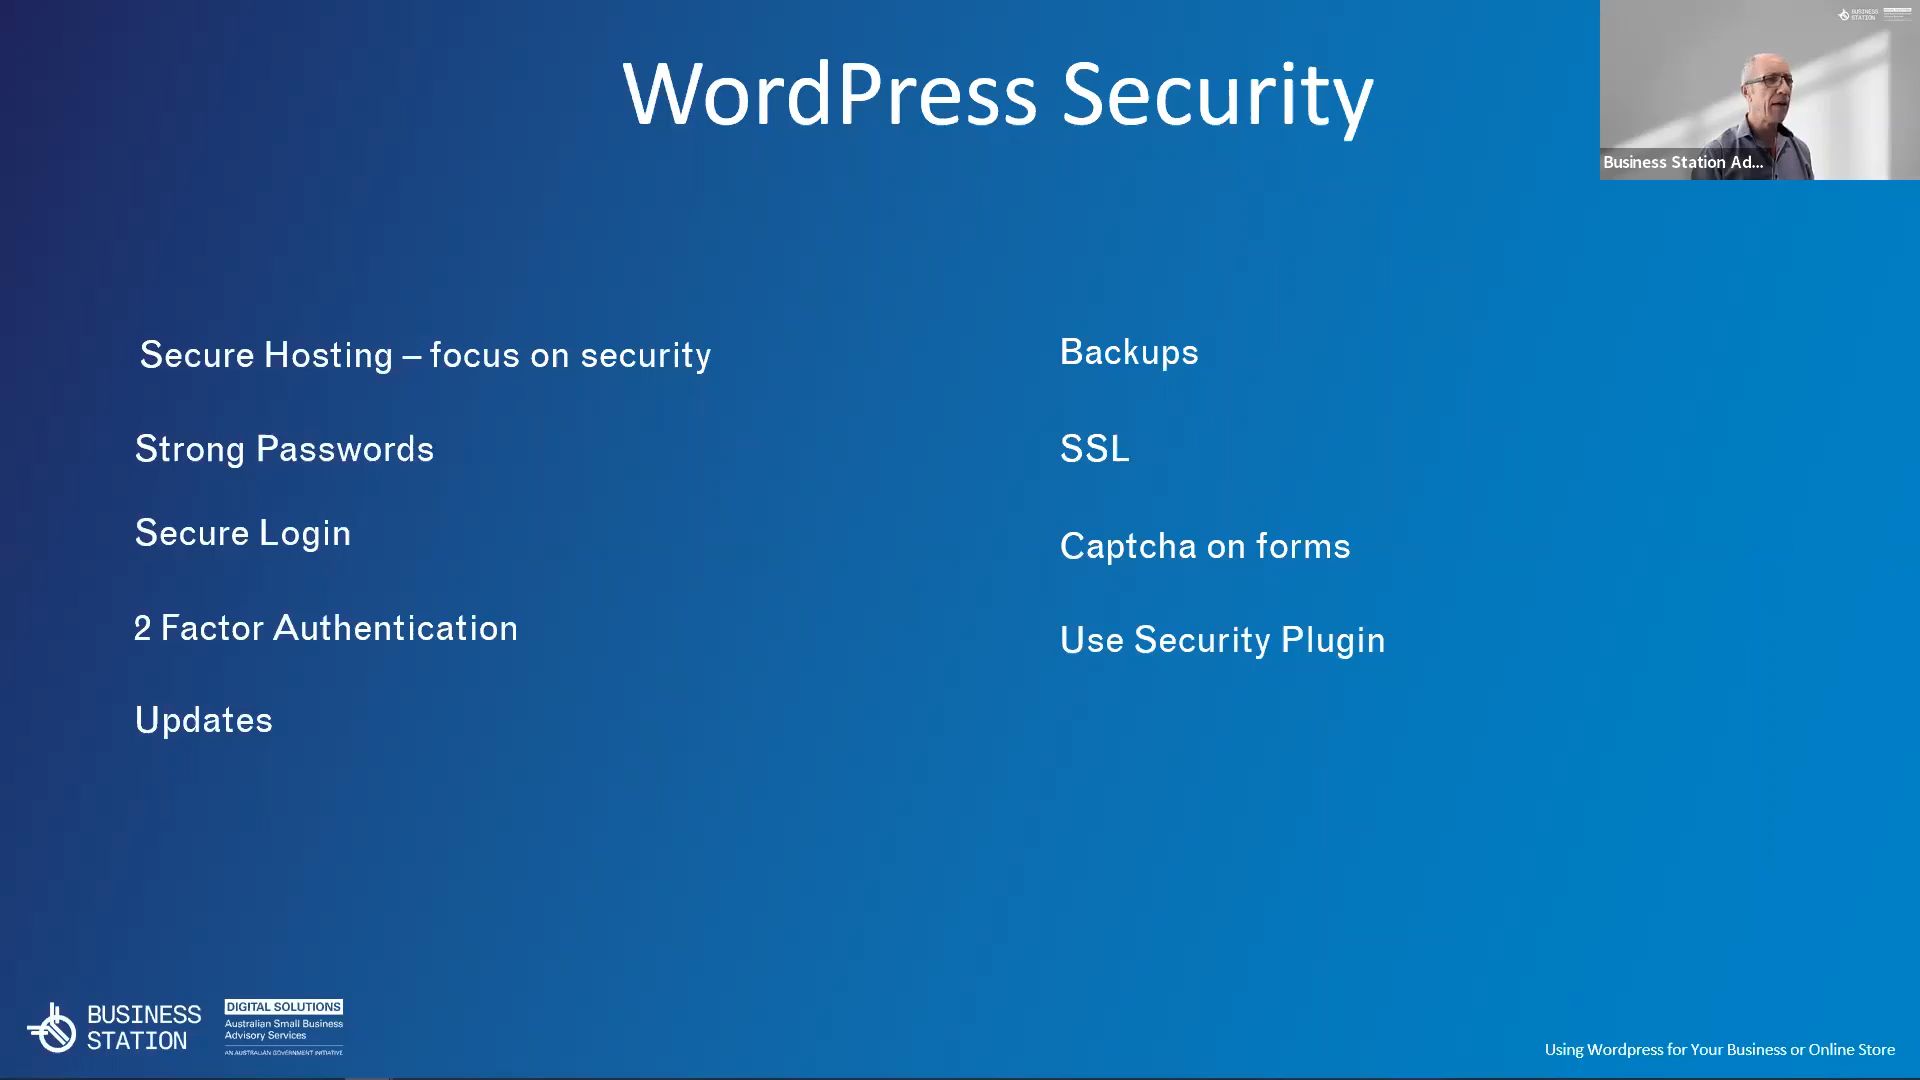 WordPress Security
BUSINESS
STATION
Business Station Ad...
Secure Hosting – focus on security
Strong Passwords
Secure Login
2 Factor Authentication
Updates
Backups
SSL
Captcha on forms
Use Security Plugin
BUSINESS
STATION
DIGITAL SOLUTIONS
Australian Small Business
Advisory Services
AN AUSTRALIAN GOVERNMENT INITIATIVE
Using Wordpress for Your Business or Online Store